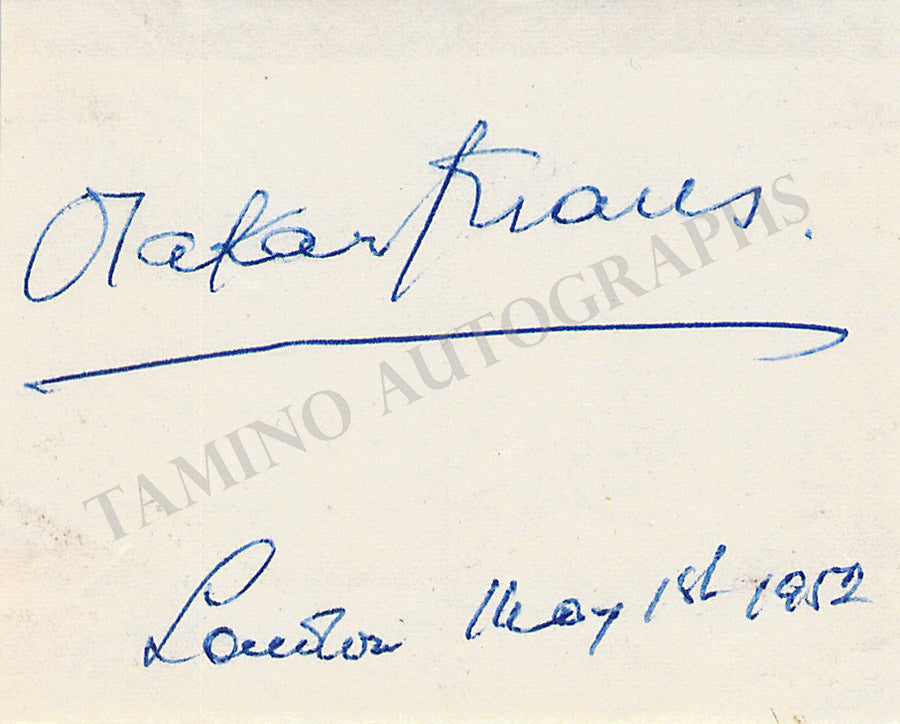 Otakar Kraus.
TAMINO AUTOGRAPHS
London May 1st 1952